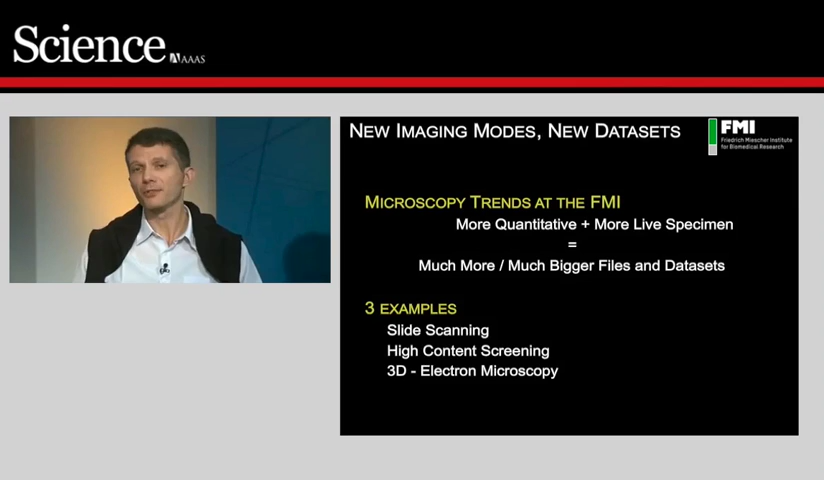 Science
AAAS
NEW IMAGING MODES, NEW DATASETS
FMI
Friedrich Miescher Institute
for Biomedical Research
MICROSCOPY TRENDS AT THE FMI
More Quantitative + More Live Specimen
=
Much More / Much Bigger Files and Datasets
3 EXAMPLES
Slide Scanning
High Content Screening
3D - Electron Microscopy